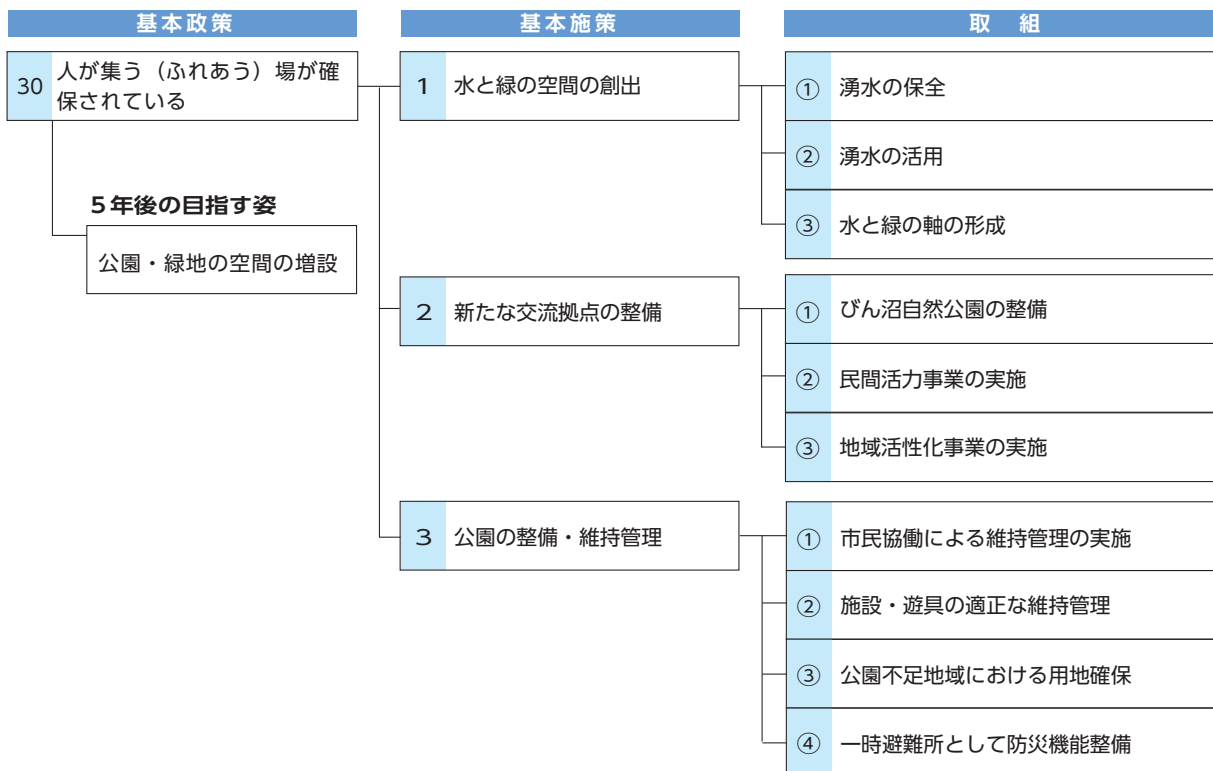 基本政策
基本施策
取 組
30 人が集う（ふれあう）場が確
保されている
5年後の目指す姿
公園・緑地の空間の増設
1 水と緑の空間の創出
① 湧水の保全
② 湧水の活用
③ 水と緑の軸の形成
2 新たな交流拠点の整備
① びん沼自然公園の整備
② 民間活力事業の実施
③ 地域活性化事業の実施
3 公園の整備・維持管理
① 市民協働による維持管理の実施
② 施設・遊具の適正な維持管理
③ 公園不足地域における用地確保
④ 一時避難所として防災機能整備